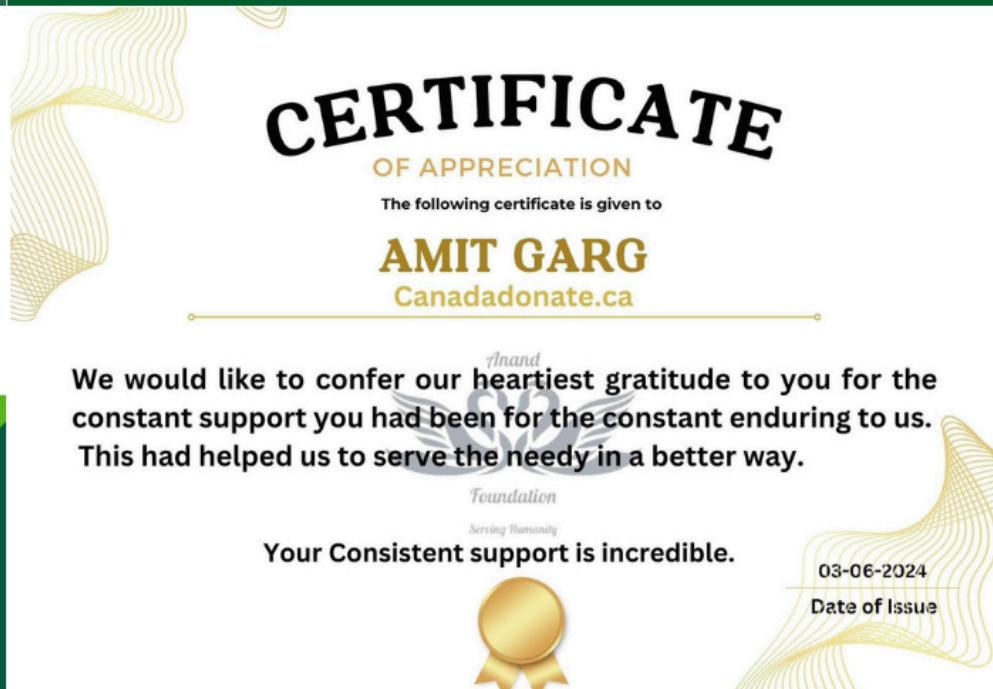 CERTIFICATE
OF APPRECIATION
The following certificate is given to
AMIT GARG
Canadadonate.ca
Anand
We would like to confer our heartiest gratitude to you for the
constant support you had been for the constant enduring to us.
This had helped us to serve the needy in a better way.
Foundation
Serving Humanity
Your Consistent support is incredible.
03-06-2024
Date of Issue